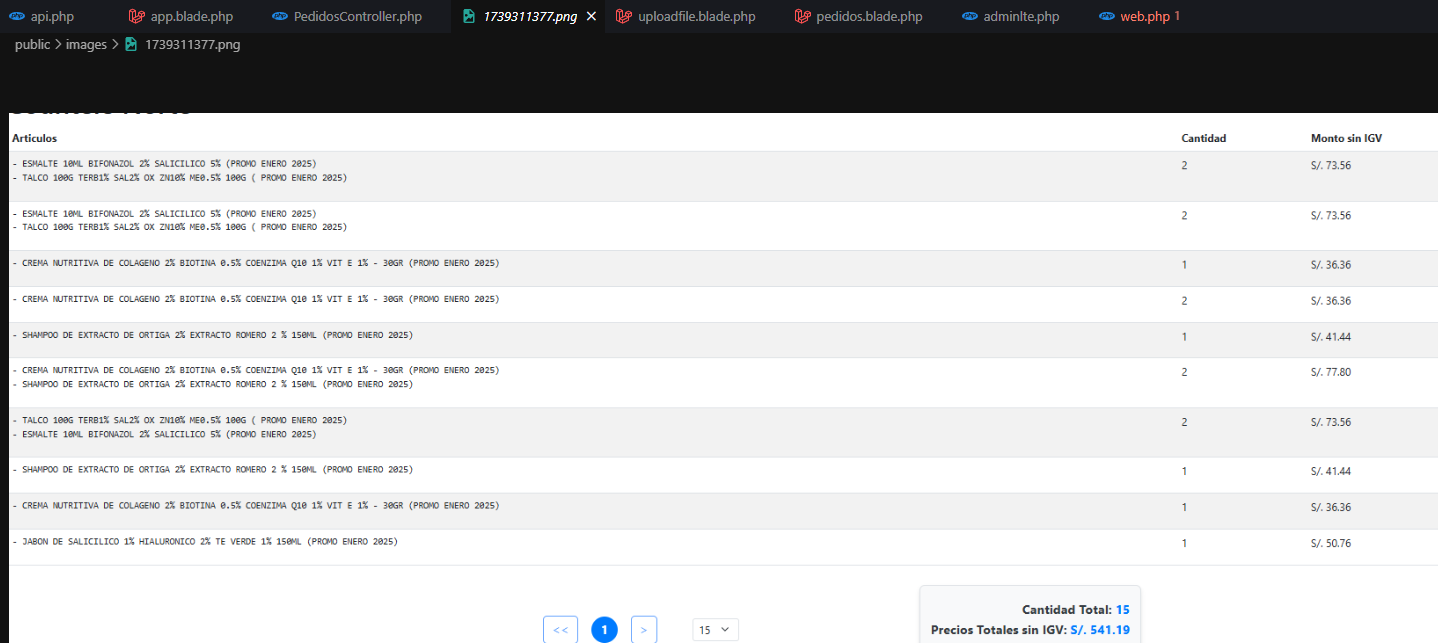 api.php app.blade.php PedidosController.php 1739311377.png uploadfile.blade.php pedidos.blade.php adminlte.php web.php 1
public > images > 1739311377.png
Articulos Cantidad Monto sin IGV
- ESMALTE 10ML BIFONAZOL 2% SALICILICO 5% (PROMO ENERO 2025) 2 S/. 73.56
- TALCO 100G TERB1% SAL2% OX ZN10% ME0.5% 100G ( PROMO ENERO 2025)
- ESMALTE 10ML BIFONAZOL 2% SALICILICO 5% (PROMO ENERO 2025) 2 S/. 73.56
- TALCO 100G TERB1% SAL2% OX ZN10% ME0.5% 100G ( PROMO ENERO 2025)
- CREMA NUTRITIVA DE COLAGENO 2% BIOTINA 0.5% COENZIMA Q10 1% VIT E 1% - 30GR (PROMO ENERO 2025) 1 S/. 36.36
- CREMA NUTRITIVA DE COLAGENO 2% BIOTINA 0.5% COENZIMA Q10 1% VIT E 1% - 30GR (PROMO ENERO 2025) 2 S/. 36.36
- SHAMPOO DE EXTRACTO DE ORTIGA 2% EXTRACTO ROMERO 2 % 150ML (PROMO ENERO 2025) 1 S/. 41.44
- CREMA NUTRITIVA DE COLAGENO 2% BIOTINA 0.5% COENZIMA Q10 1% VIT E 1% - 30GR (PROMO ENERO 2025) 2 S/. 77.80
- SHAMPOO DE EXTRACTO DE ORTIGA 2% EXTRACTO ROMERO 2 % 150ML (PROMO ENERO 2025)
- TALCO 100G TERB1% SAL2% OX ZN10% ME0.5% 100G ( PROMO ENERO 2025) 2 S/. 73.56
- ESMALTE 10ML BIFONAZOL 2% SALICILICO 5% (PROMO ENERO 2025)
- SHAMPOO DE EXTRACTO DE ORTIGA 2% EXTRACTO ROMERO 2 % 150ML (PROMO ENERO 2025) 1 S/. 41.44
- CREMA NUTRITIVA DE COLAGENO 2% BIOTINA 0.5% COENZIMA Q10 1% VIT E 1% - 30GR (PROMO ENERO 2025) 1 S/. 36.36
- JABON DE SALICILICO 1% HIALURONICO 2% TE VERDE 1% 150ML (PROMO ENERO 2025) 1 S/. 50.76
Cantidad Total: 15
<< 1 > 15 Precios Totales sin IGV: S/. 541.19